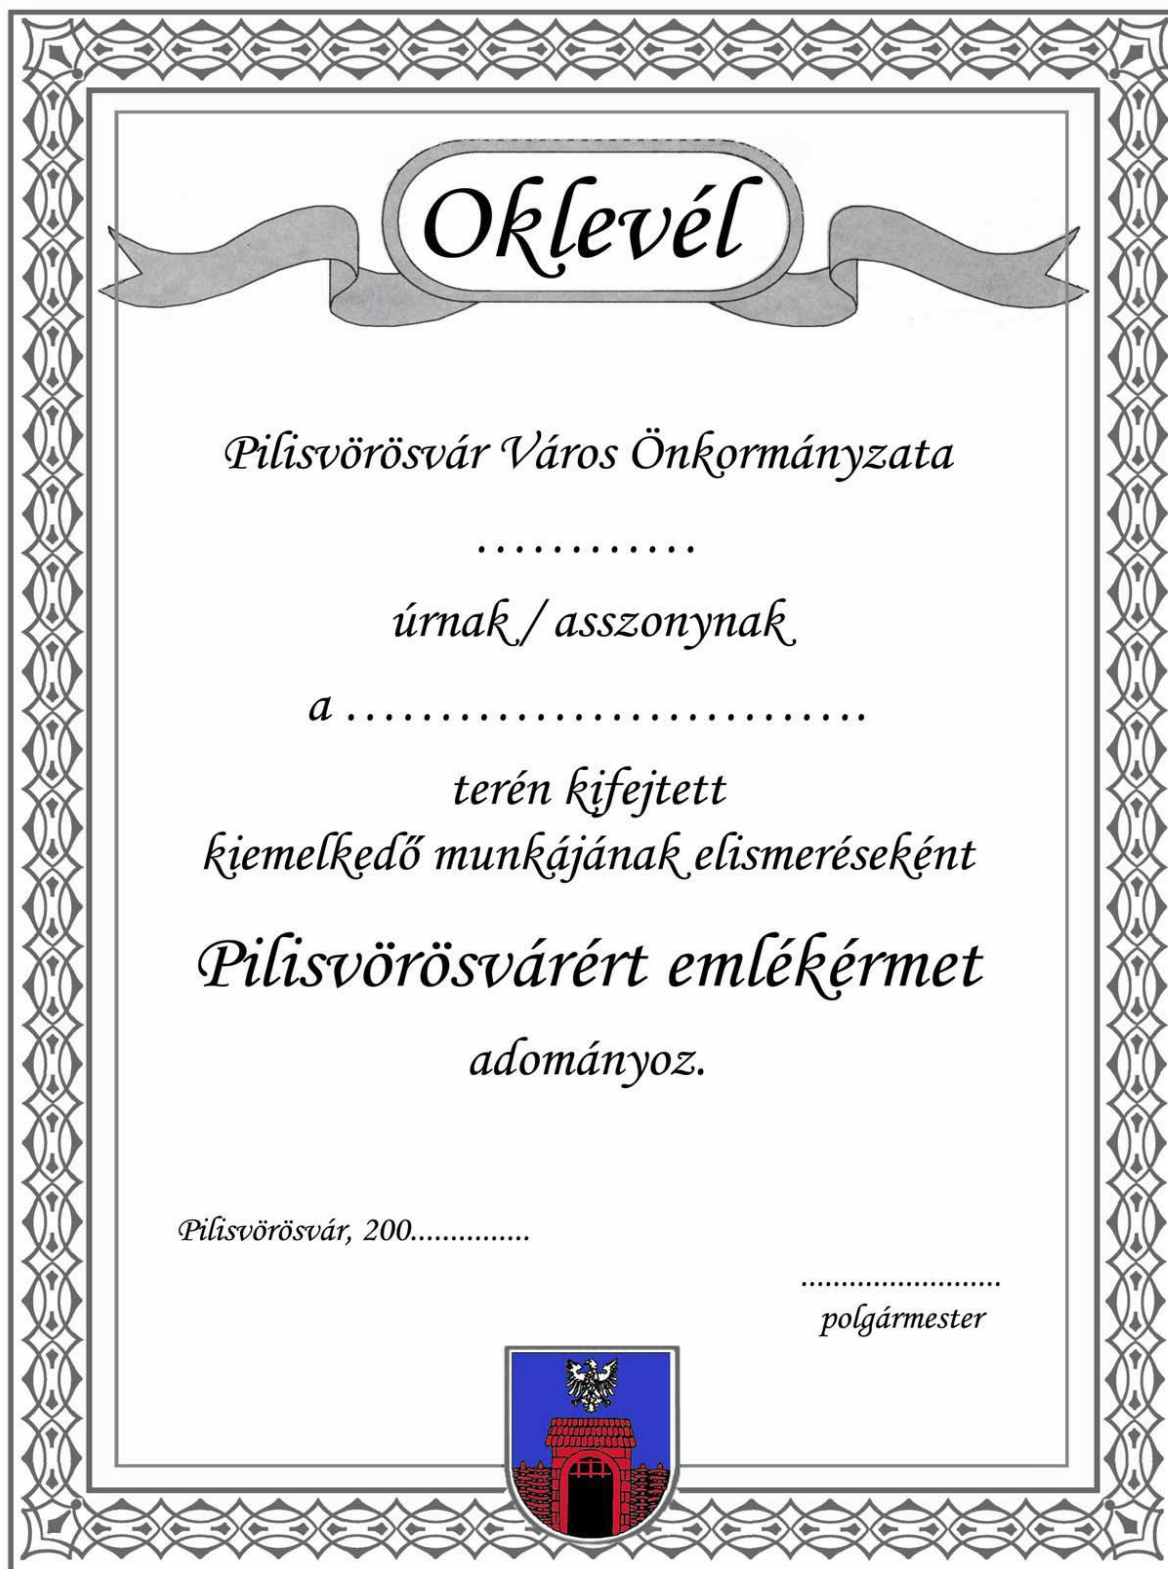 Oklevél
Pilisvörösvár Város Önkormányzata
............
úrnak / asszonynak
a ............................
terén kifejtett
kiemelkedő munkájának elismeréseként
Pilisvörösvárért emlékérmet
adományoz.
Pilisvörösvár, 200...............
.........................
polgármester